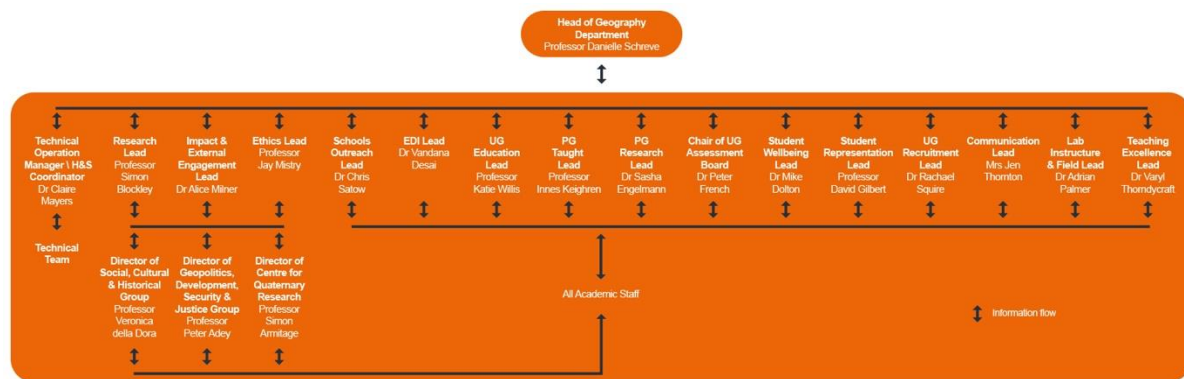 Head of Geography
Department
Professor Danielle Schreve
Technical
Operation
Manager \ H&S
Coordinator
Dr Claire
Mayers
Research
Lead
Professor
Simon
Blockley
Impact &
External
Engagement
Lead
Dr Alice Milner
Ethics Lead
Professor
Jay Mistry
Schools
Outreach
Lead
Dr Chris
Satow
EDI Lead
Dr Vandana
Desai
UG
Education
Lead
Professor
Katie Willis
PG
Taught
Lead
Professor
Innes Keighren
PG
Research
Lead
Dr Sasha
Engelmann
Chair of UG
Assessment
Board
Dr Peter
French
Student
Wellbeing
Lead
Dr Mike
Dolton
Student
Representation
Lead
Professor
David Gilbert
UG
Recruitment
Lead
Dr Rachael
Squire
Communication
Lead
Mrs Jen
Thornton
Lab
Instructure
& Field Lead
Dr Adrian
Palmer
Teaching
Excellence
Lead
Dr Varyl
Thorndycraft
Technical
Team
Director of
Social, Cultural
& Historical
Group
Professor
Veronica
della Dora
Director of
Geopolitics,
Development,
Security &
Justice Group
Professor
Peter Adey
Director of
Centre for
Quaternary
Research
Professor
Simon
Armitage
All Academic Staff
Information flow